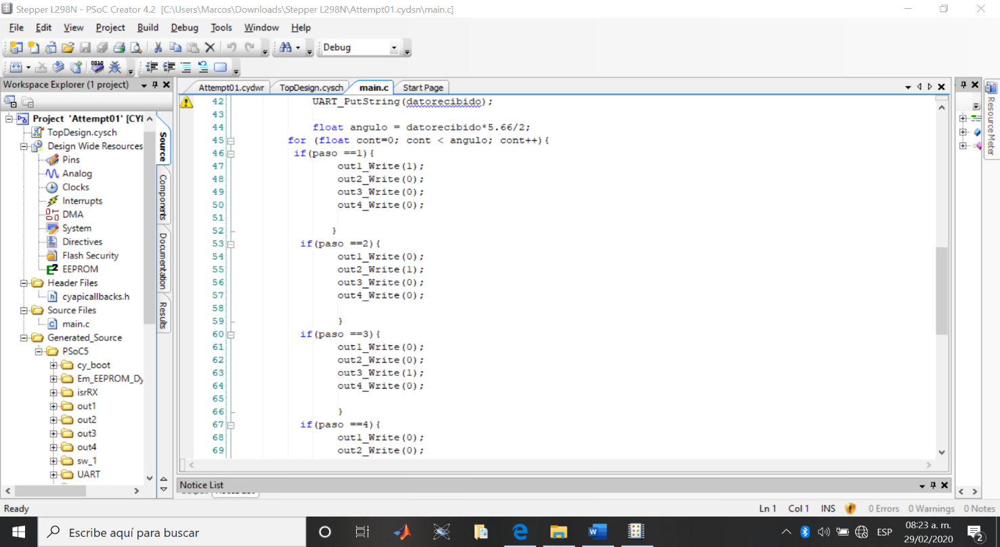 Stepper L298N - PSoC Creator 4.2 [C:\Users\Marcos\Downloads\Stepper L298N\Attempt01.cydsn\main.c]
File Edit View Project Build Debug Tools Window Help
Debug
Workspace Explorer (1 project)
Attempt01.cydwr TopDesign.cysch main.c Start Page
Project 'Attempt01' [CY8
TopDesign.cysch
Design Wide Resources
Pins
Analog
Clocks
Interrupts
DMA
System
Directives
Flash Security
EEPROM
Header Files
cyapicallbacks.h
Source Files
main.c
Generated_Source
PSoC5
cy_boot
Em_EEPROM_Dy
isrRX
out1
out2
out3
out4
sw_1
UART
Source
Components
Documentation
Results
42 UART_PutString(datorecibido);
43
44 float angulo = datorecibido*5.66/2;
45 for (float cont=0; cont < angulo; cont++){
46 if(paso ==1){
47 out1_Write(1);
48 out2_Write(0);
49 out3_Write(0);
50 out4_Write(0);
51
52 }
53 if(paso ==2){
54 out1_Write(0);
55 out2_Write(1);
56 out3_Write(0);
57 out4_Write(0);
58
59 }
60 if(paso ==3){
61 out1_Write(0);
62 out2_Write(0);
63 out3_Write(1);
64 out4_Write(0);
65
66 }
67 if(paso ==4){
68 out1_Write(0);
69 out2_Write(0);
Resource Meter
Notice List
Ready
Ln 1 Col 1 INS 0 Errors 0 Warnings 0 Notes
Escribe aquí para buscar
ESP
08:23 a. m.
29/02/2020
2